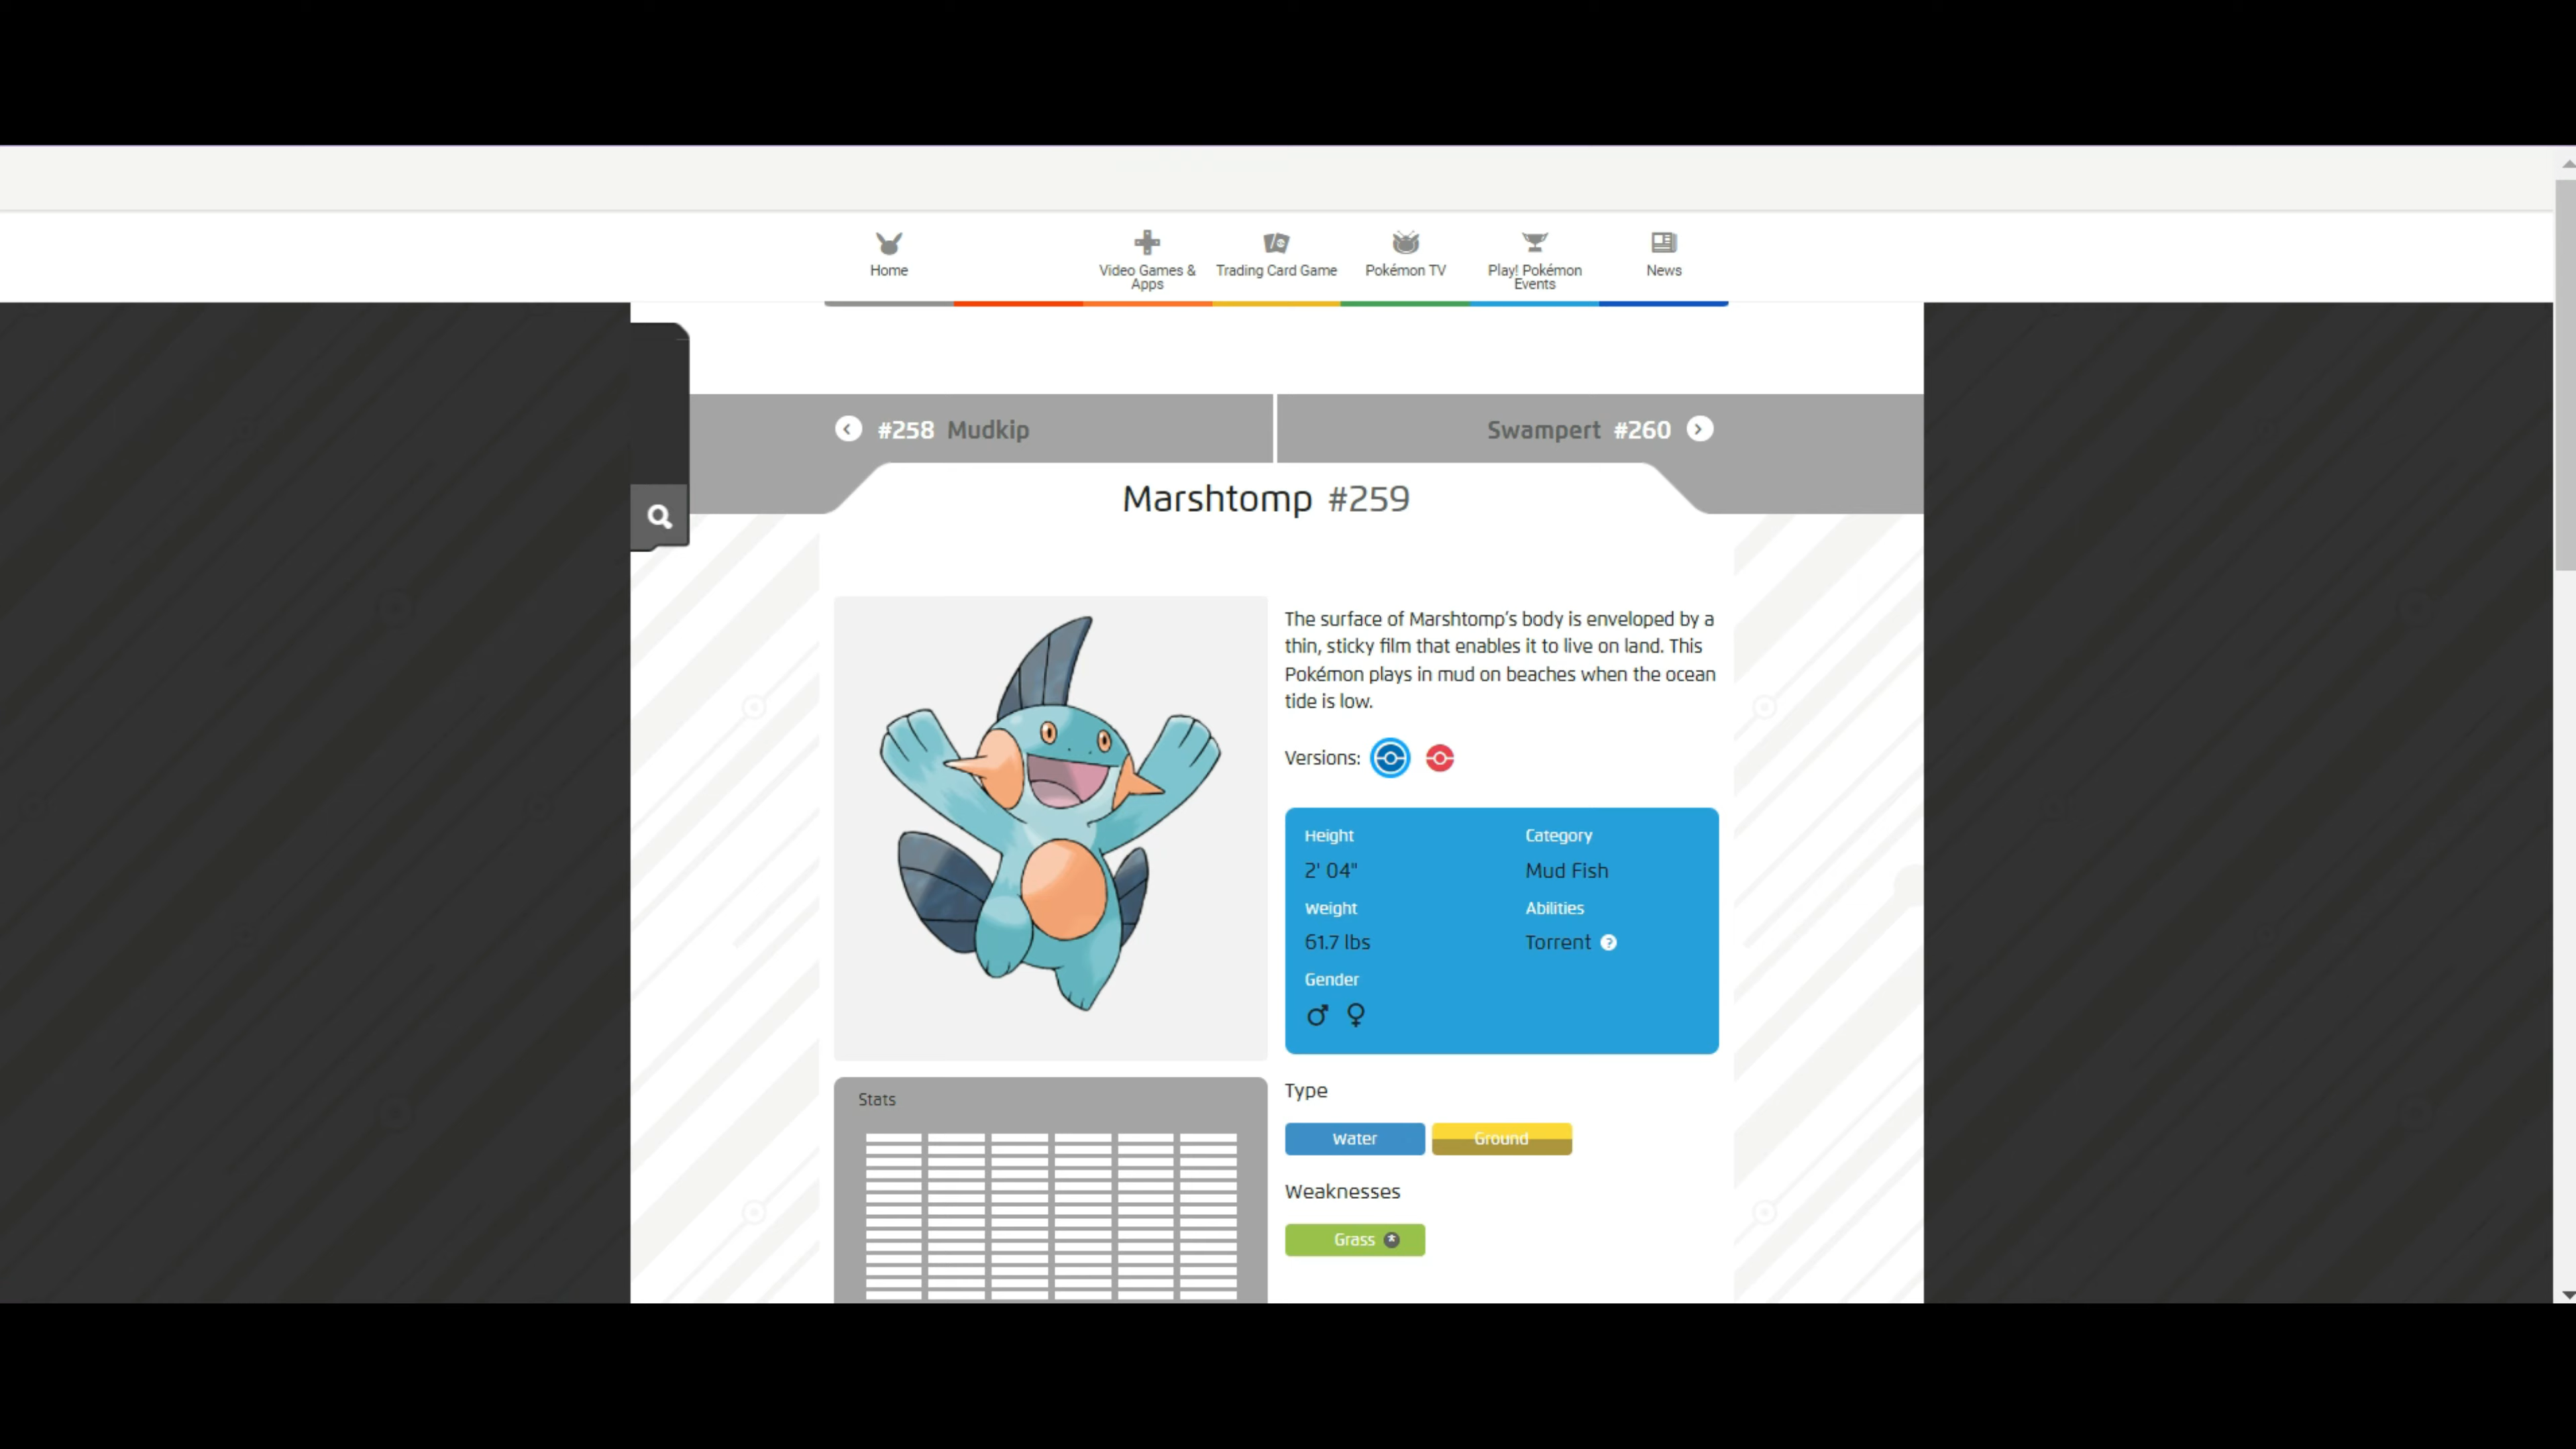 Home
Video Games &
Apps
Trading Card Game
Pokémon TV
Play! Pokémon
Events
News
#258 Mudkip
Swampert #260
Marshtomp #259
The surface of Marshtomp's body is enveloped by a
thin, sticky film that enables it to live on land. This
Pokémon plays in mud on beaches when the ocean
tide is low.
Versions:
Height
2' 04"
Weight
61.7 lbs
Gender
Category
Mud Fish
Abilities
Torrent ?
Stats
Type
Water
Ground
Weaknesses
Grass *